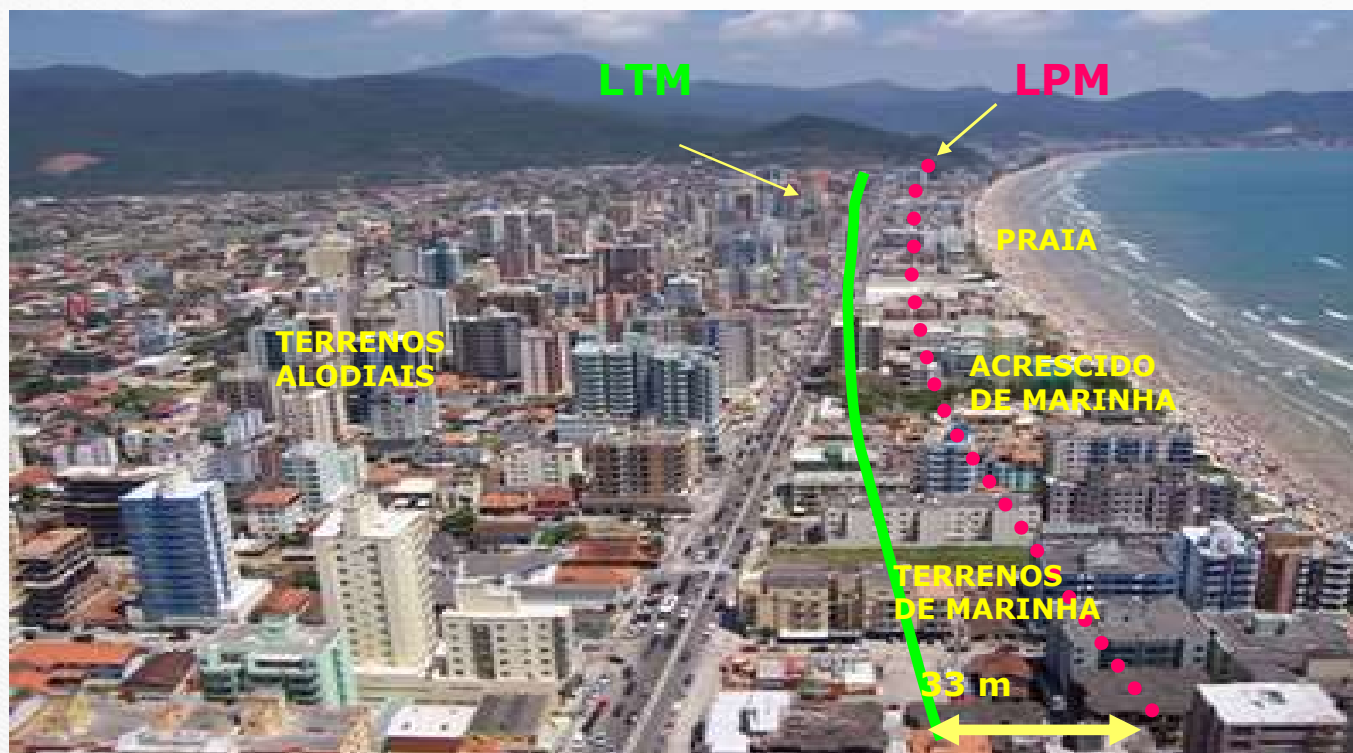 LTM
LPM
PRAIA
TERRENOS
ALODIAIS
ACRESCIDO
DE MARINHA
TERRENOS
DE MARINHA
33 m